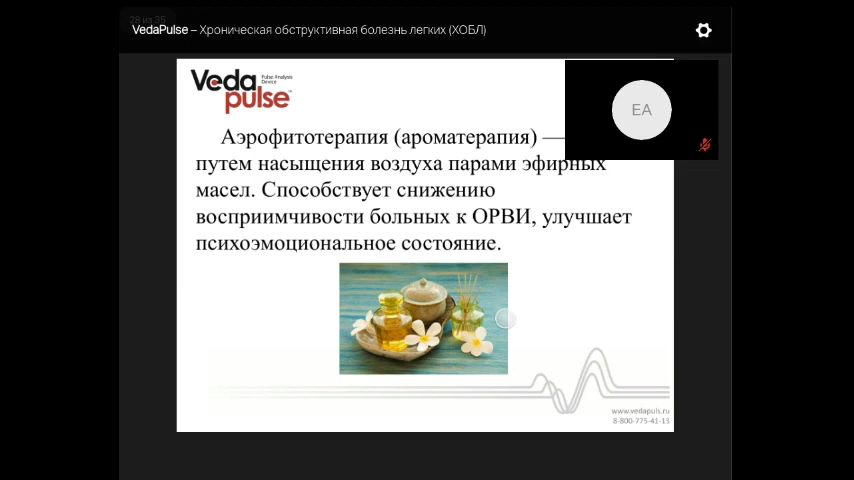 28 из 35
VedaPulse – Хроническая обструктивная болезнь легких (ХОБЛ)
Veda
pulse™
Pulse Analysis
Device
EA
Аэрофитотерапия (ароматерапия) —
путем насыщения воздуха парами эфирных
масел. Способствует снижению
восприимчивости больных к ОРВИ, улучшает
психоэмоциональное состояние.
www.vedapuls.ru
8-800-775-41-13